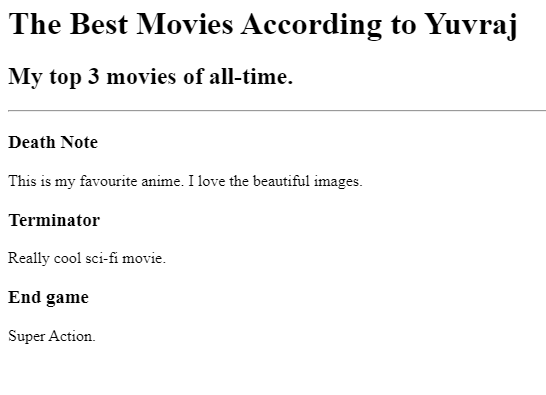 The Best Movies According to Yuvraj
My top 3 movies of all-time.
Death Note
This is my favourite anime. I love the beautiful images.
Terminator
Really cool sci-fi movie.
End game
Super Action.